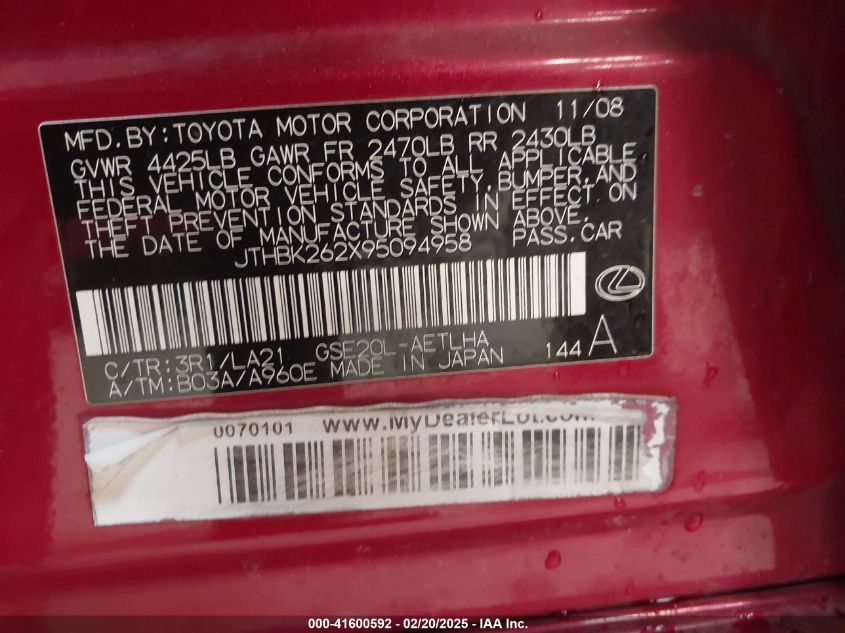 MFD.BY:TOYOTA MOTOR CORPORATION 11/08
GVWR 4425LB GAWR FR 2470LB RR 2430LB
THIS VEHICLE CONFORMS TO ALL APPLICABLE
FEDERAL MOTOR VEHICLE SAFETY,BUMPER,AND
THEFT PREVENTION STANDARDS IN EFFECT ON
THE DATE OF MANUFACTURE SHOWN ABOVE.
JTHBK262X95094958 PASS.CAR
C/TR:3R1/LA21 GSE20L-AETLHA
A/TM:B03A/A960E MADE IN JAPAN 144 A
0070101 www.MyDealerLot.com
000-41600592 - 02/20/2025 - IAA Inc.